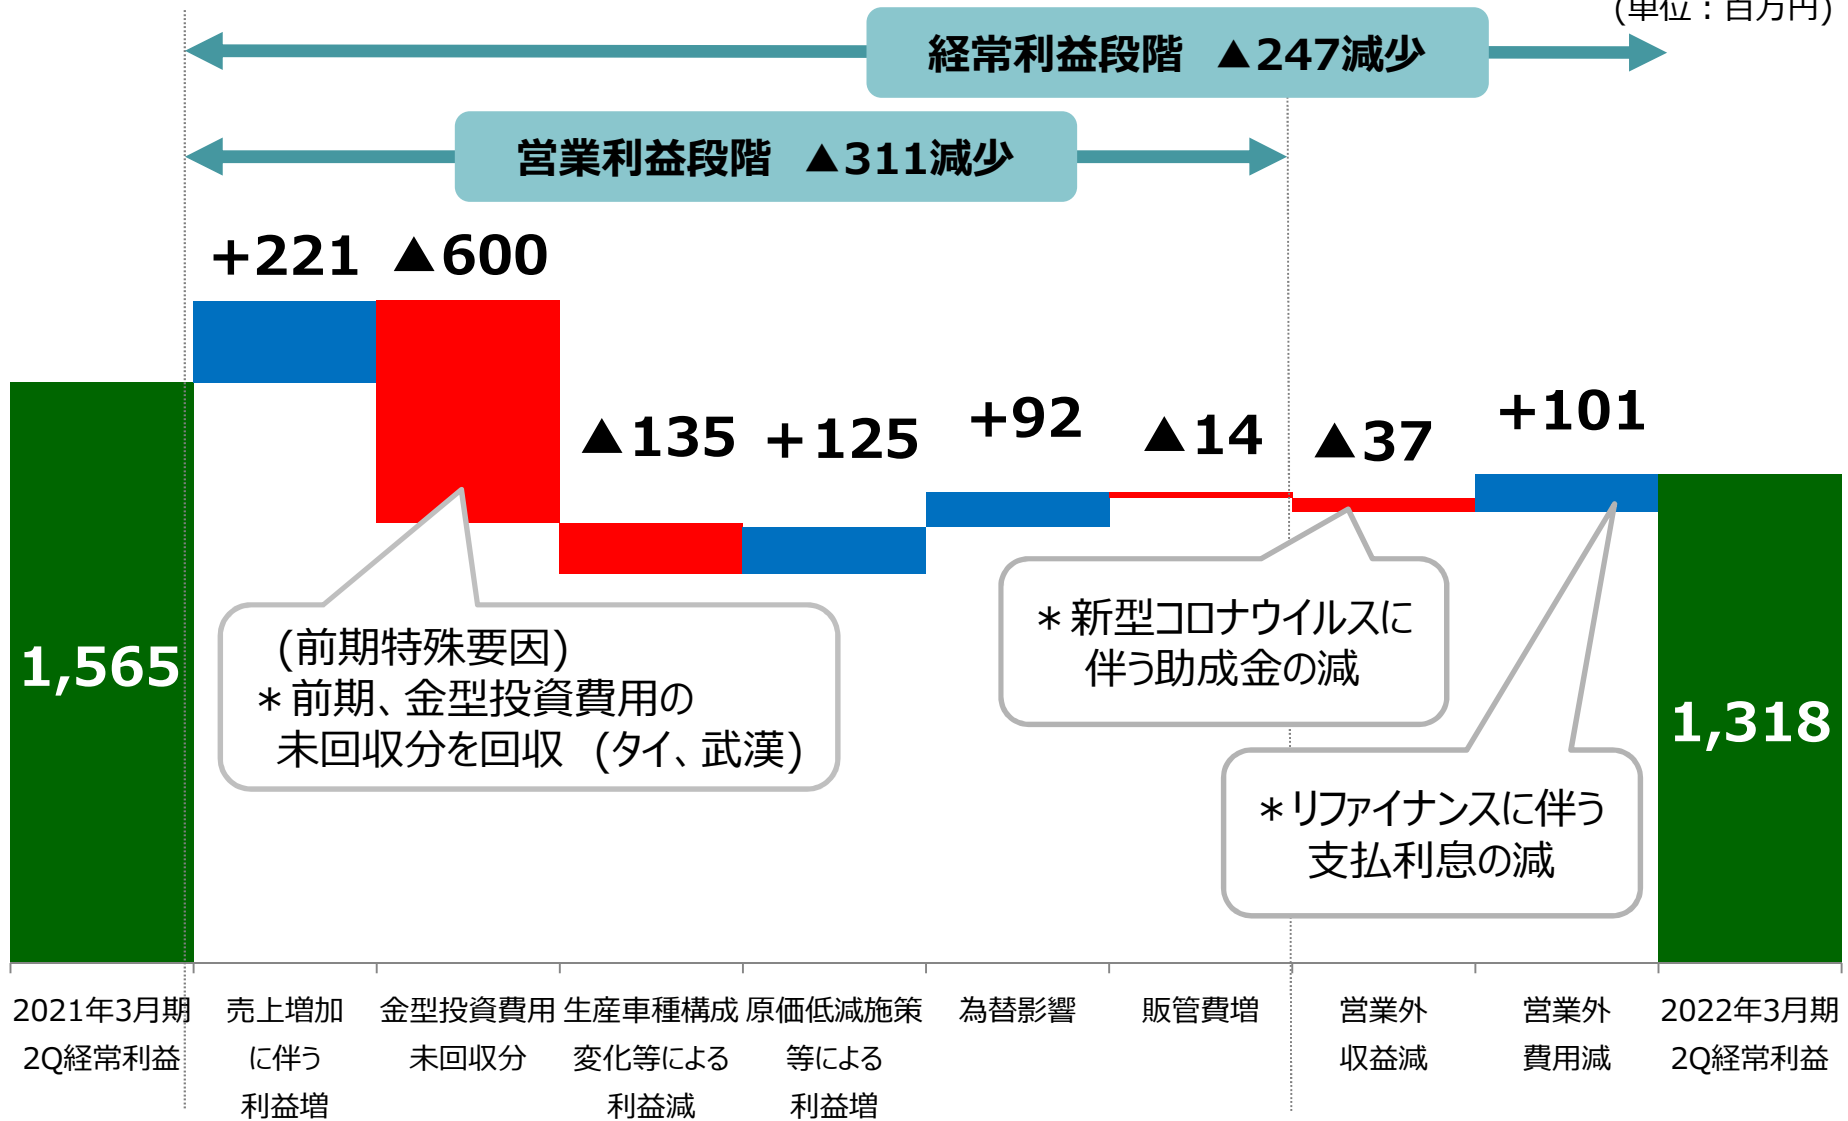 (単位：百万円)
経常利益段階 ▲247減少
営業利益段階 ▲311減少
+221
▲600
▲135
+125
+92
▲14
▲37
+101
1,565
(前期特殊要因)
＊前期、金型投資費用の
未回収分を回収 (タイ、武漢)
＊新型コロナウイルスに
伴う助成金の減
＊リファイナンスに伴う
支払利息の減
1,318
2021年3月期
2Q経常利益
売上増加
に伴う
利益増
金型投資費用
未回収分
生産車種構成
変化等による
利益減
原価低減施策
等による
利益増
為替影響
販管費増
営業外
収益減
営業外
費用減
2022年3月期
2Q経常利益